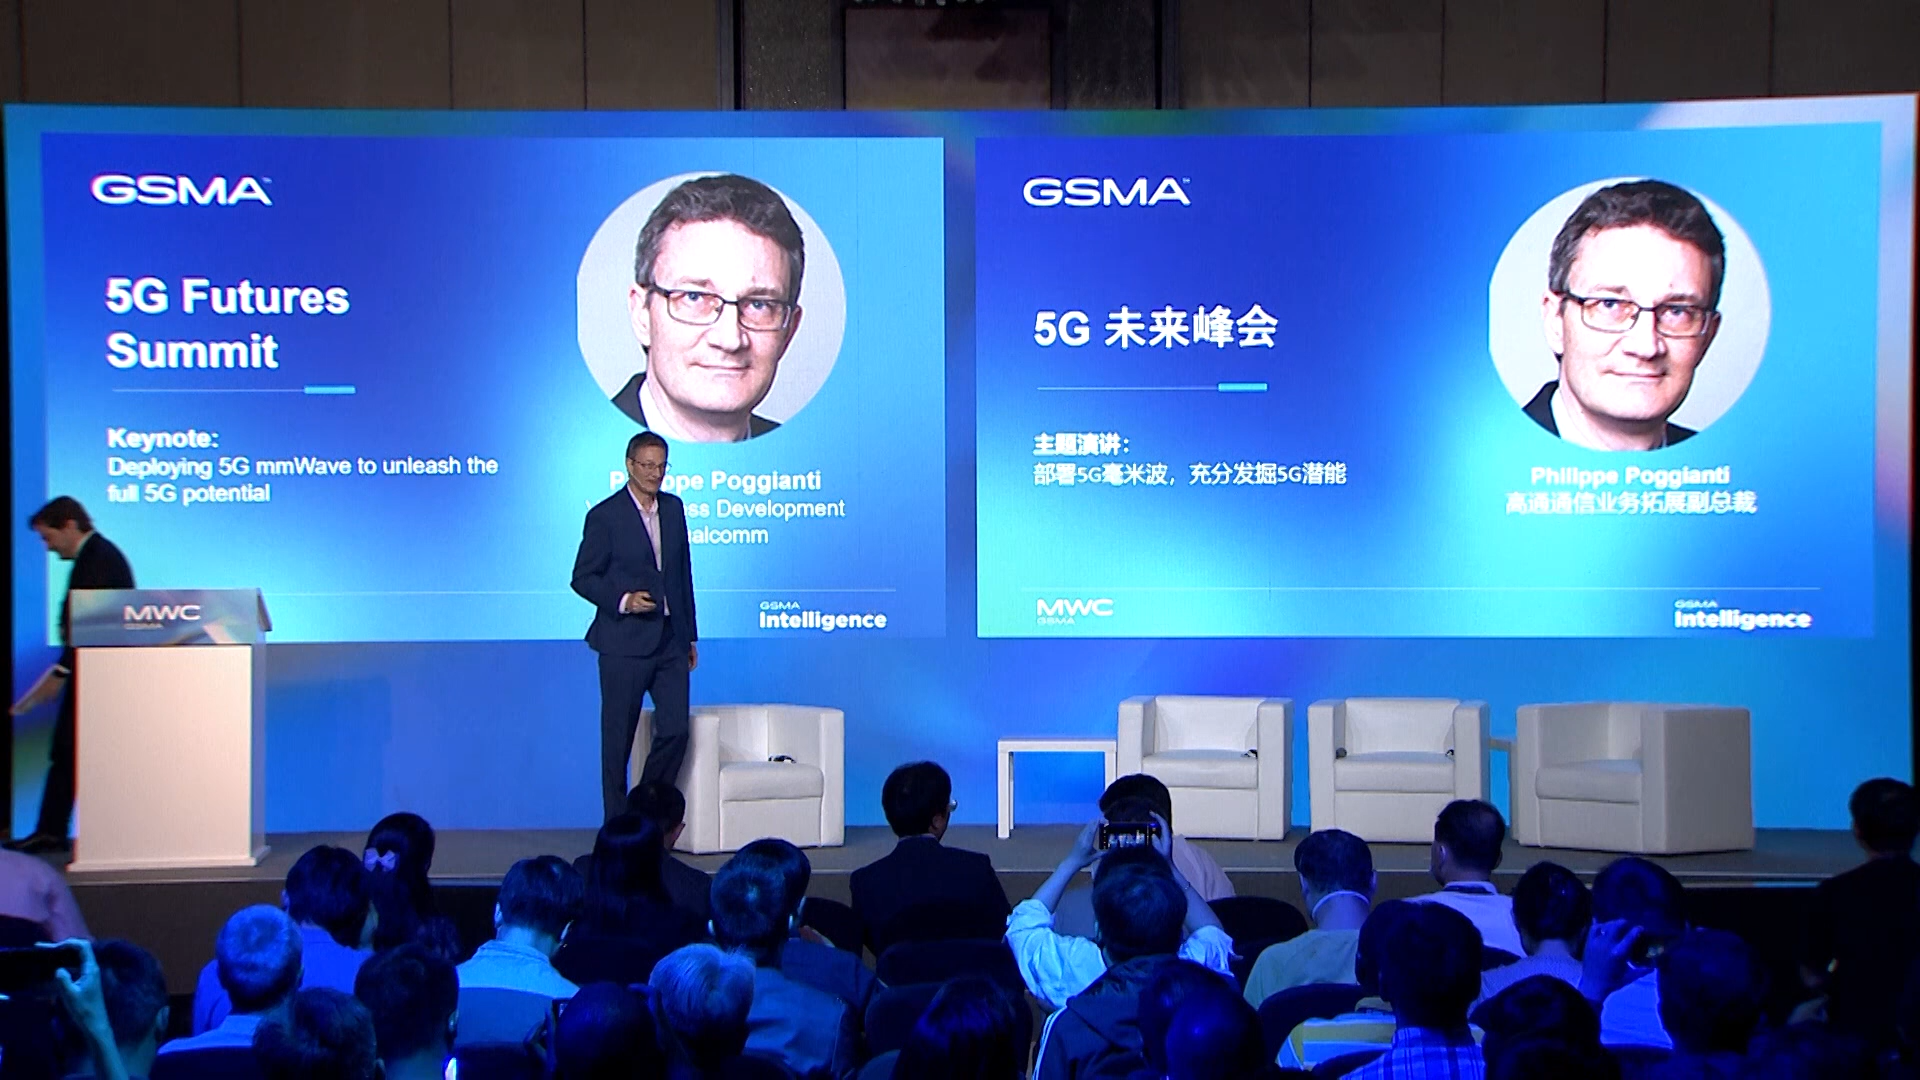 GSMA™
5G Futures
Summit
Keynote:
Deploying 5G mmWave to unleash the
full 5G potential
Poggianti
Development
GSMA
Intelligence
GSMA™
5G 未来峰会
主题演讲：
部署5G毫米波，充分发掘5G潜能
Philippe Poggianti
高通通信业务拓展副总裁
MWC
GSMA
GSMA
Intelligence
MWC
GSMA